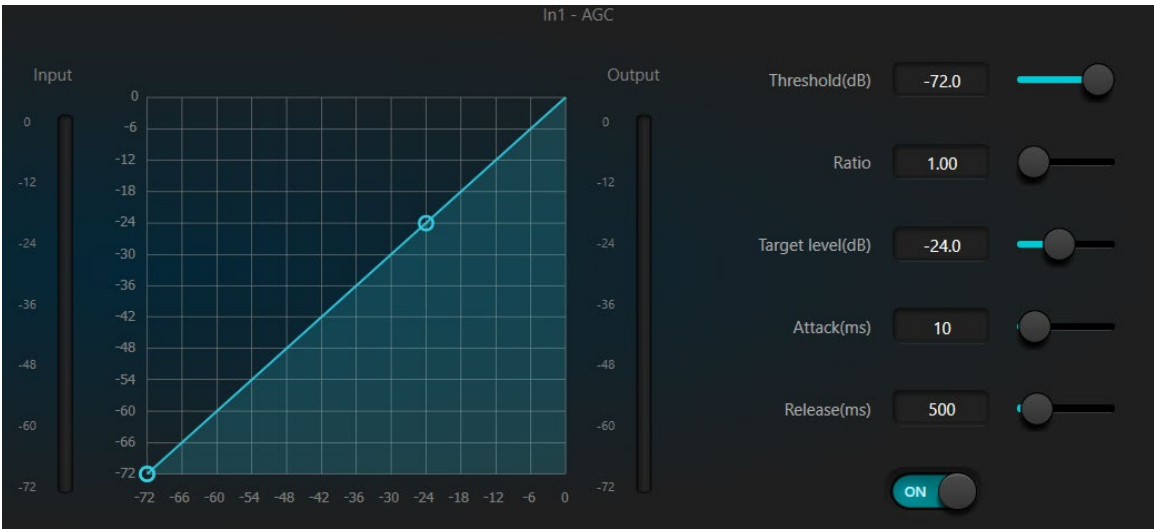 In1 - AGC
Input
0
-12
-24
-36
-48
-60
-72
0
-6
-12
-18
-24
-30
-36
-42
-48
-54
-60
-66
-72
-72 -66 -60 -54 -48 -42 -36 -30 -24 -18 -12 -6 0
Output
0
-12
-24
-36
-48
-60
-72
Threshold(dB) -72.0
Ratio 1.00
Target level(dB) -24.0
Attack(ms) 10
Release(ms) 500
ON